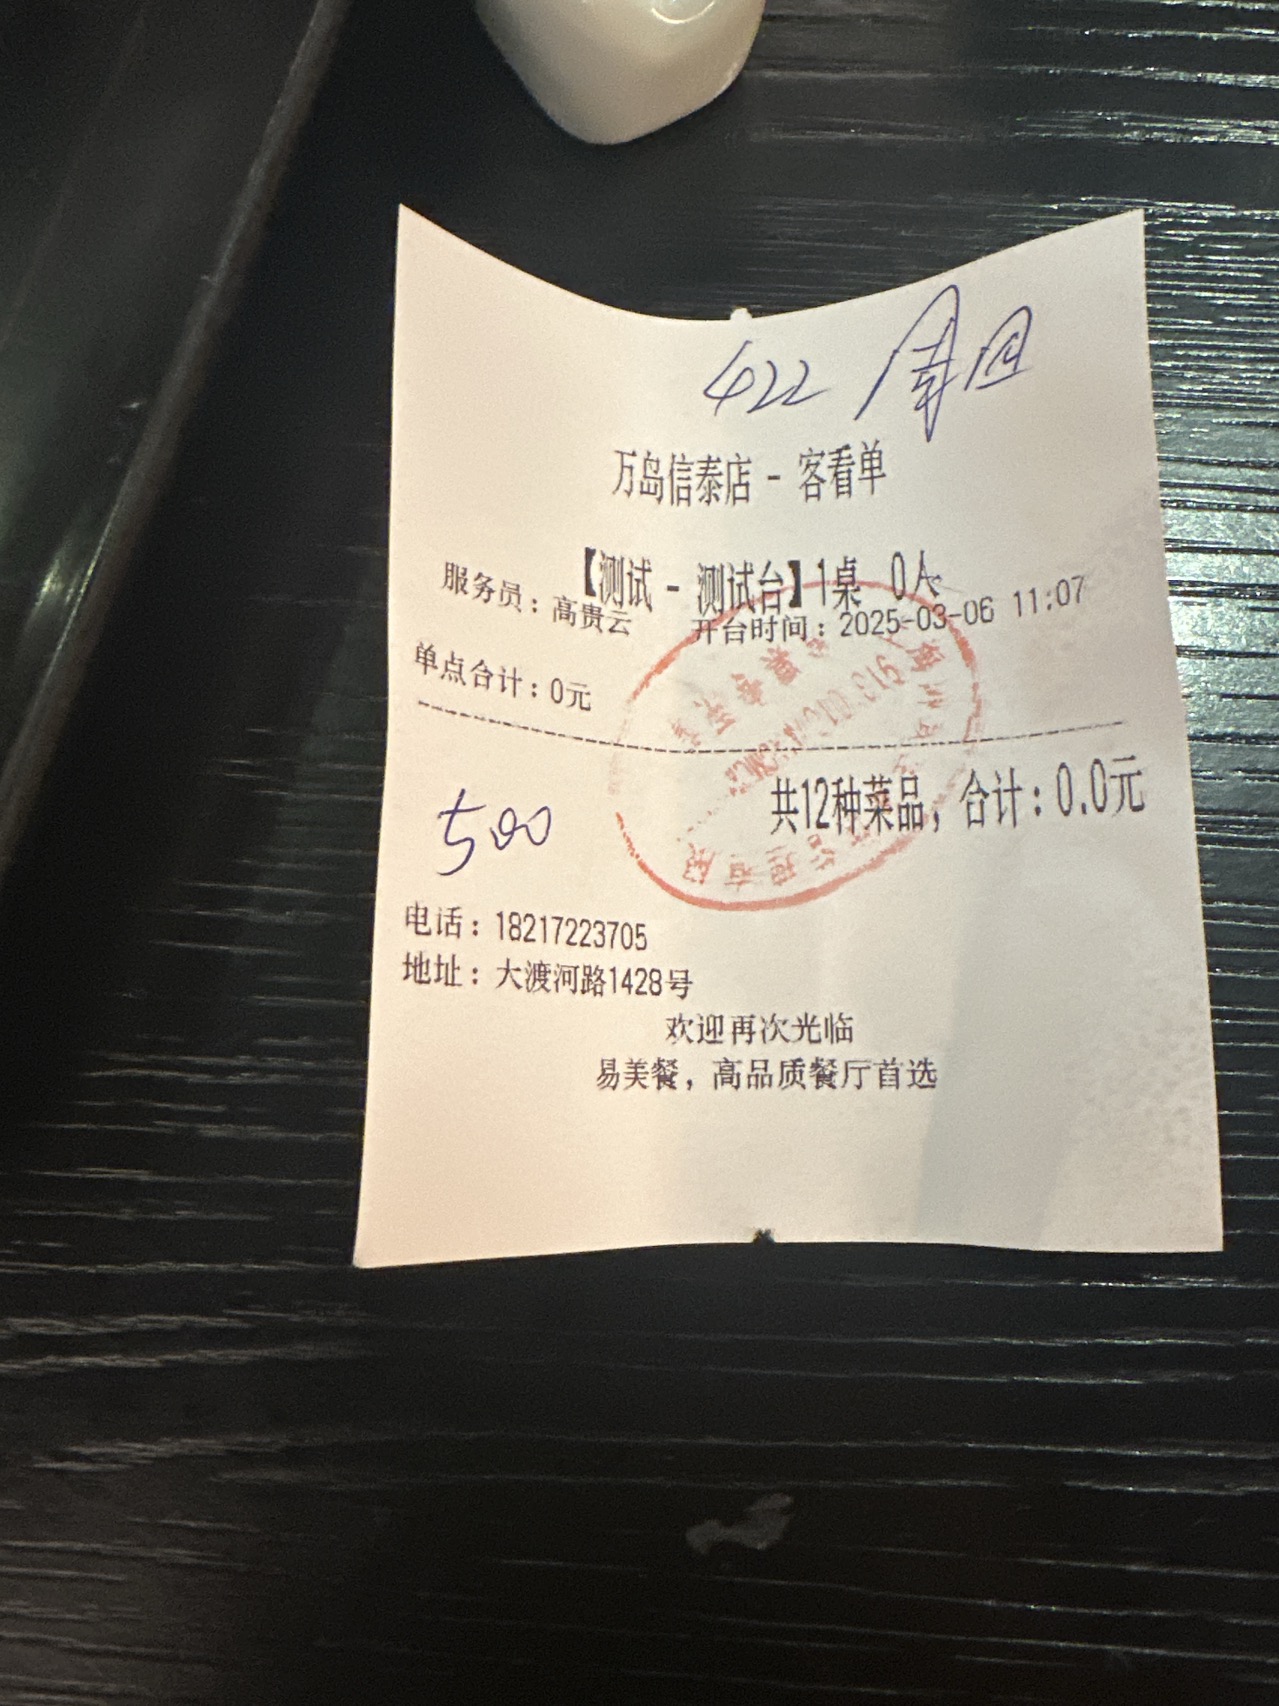 422 周四
万岛信泰店 - 客看单
【测试 - 测试台】1桌 0人
服务员：高贵云 开台时间：2025-03-06 11:07
单点合计：0元
共12种菜品，合计：0.0元
500
电话：18217223705
地址：大渡河路1428号
欢迎再次光临
易美餐，高品质餐厅首选